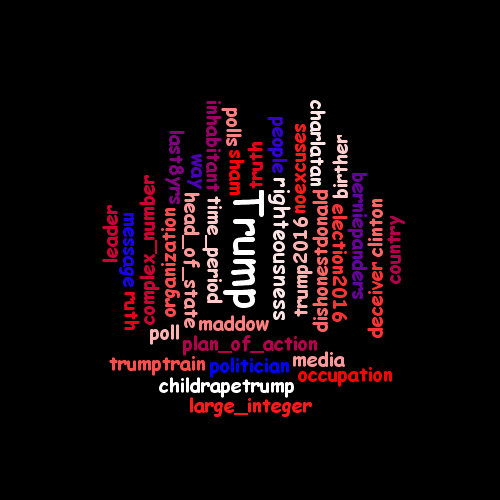 inhabitant
polls
charlatan
people
noexcuses
last8yrs
way
sham
truth
birther
berniepanders
Trump
righteousness
trump2016
dishonestdonald
election2016
clinton
deceiver
country
time_period
head_of_state
complex_number
organization
leader
message
ruth
maddow
poll
plan_of_action
trumptrain
politician
media
occupation
childrapetrump
large_integer